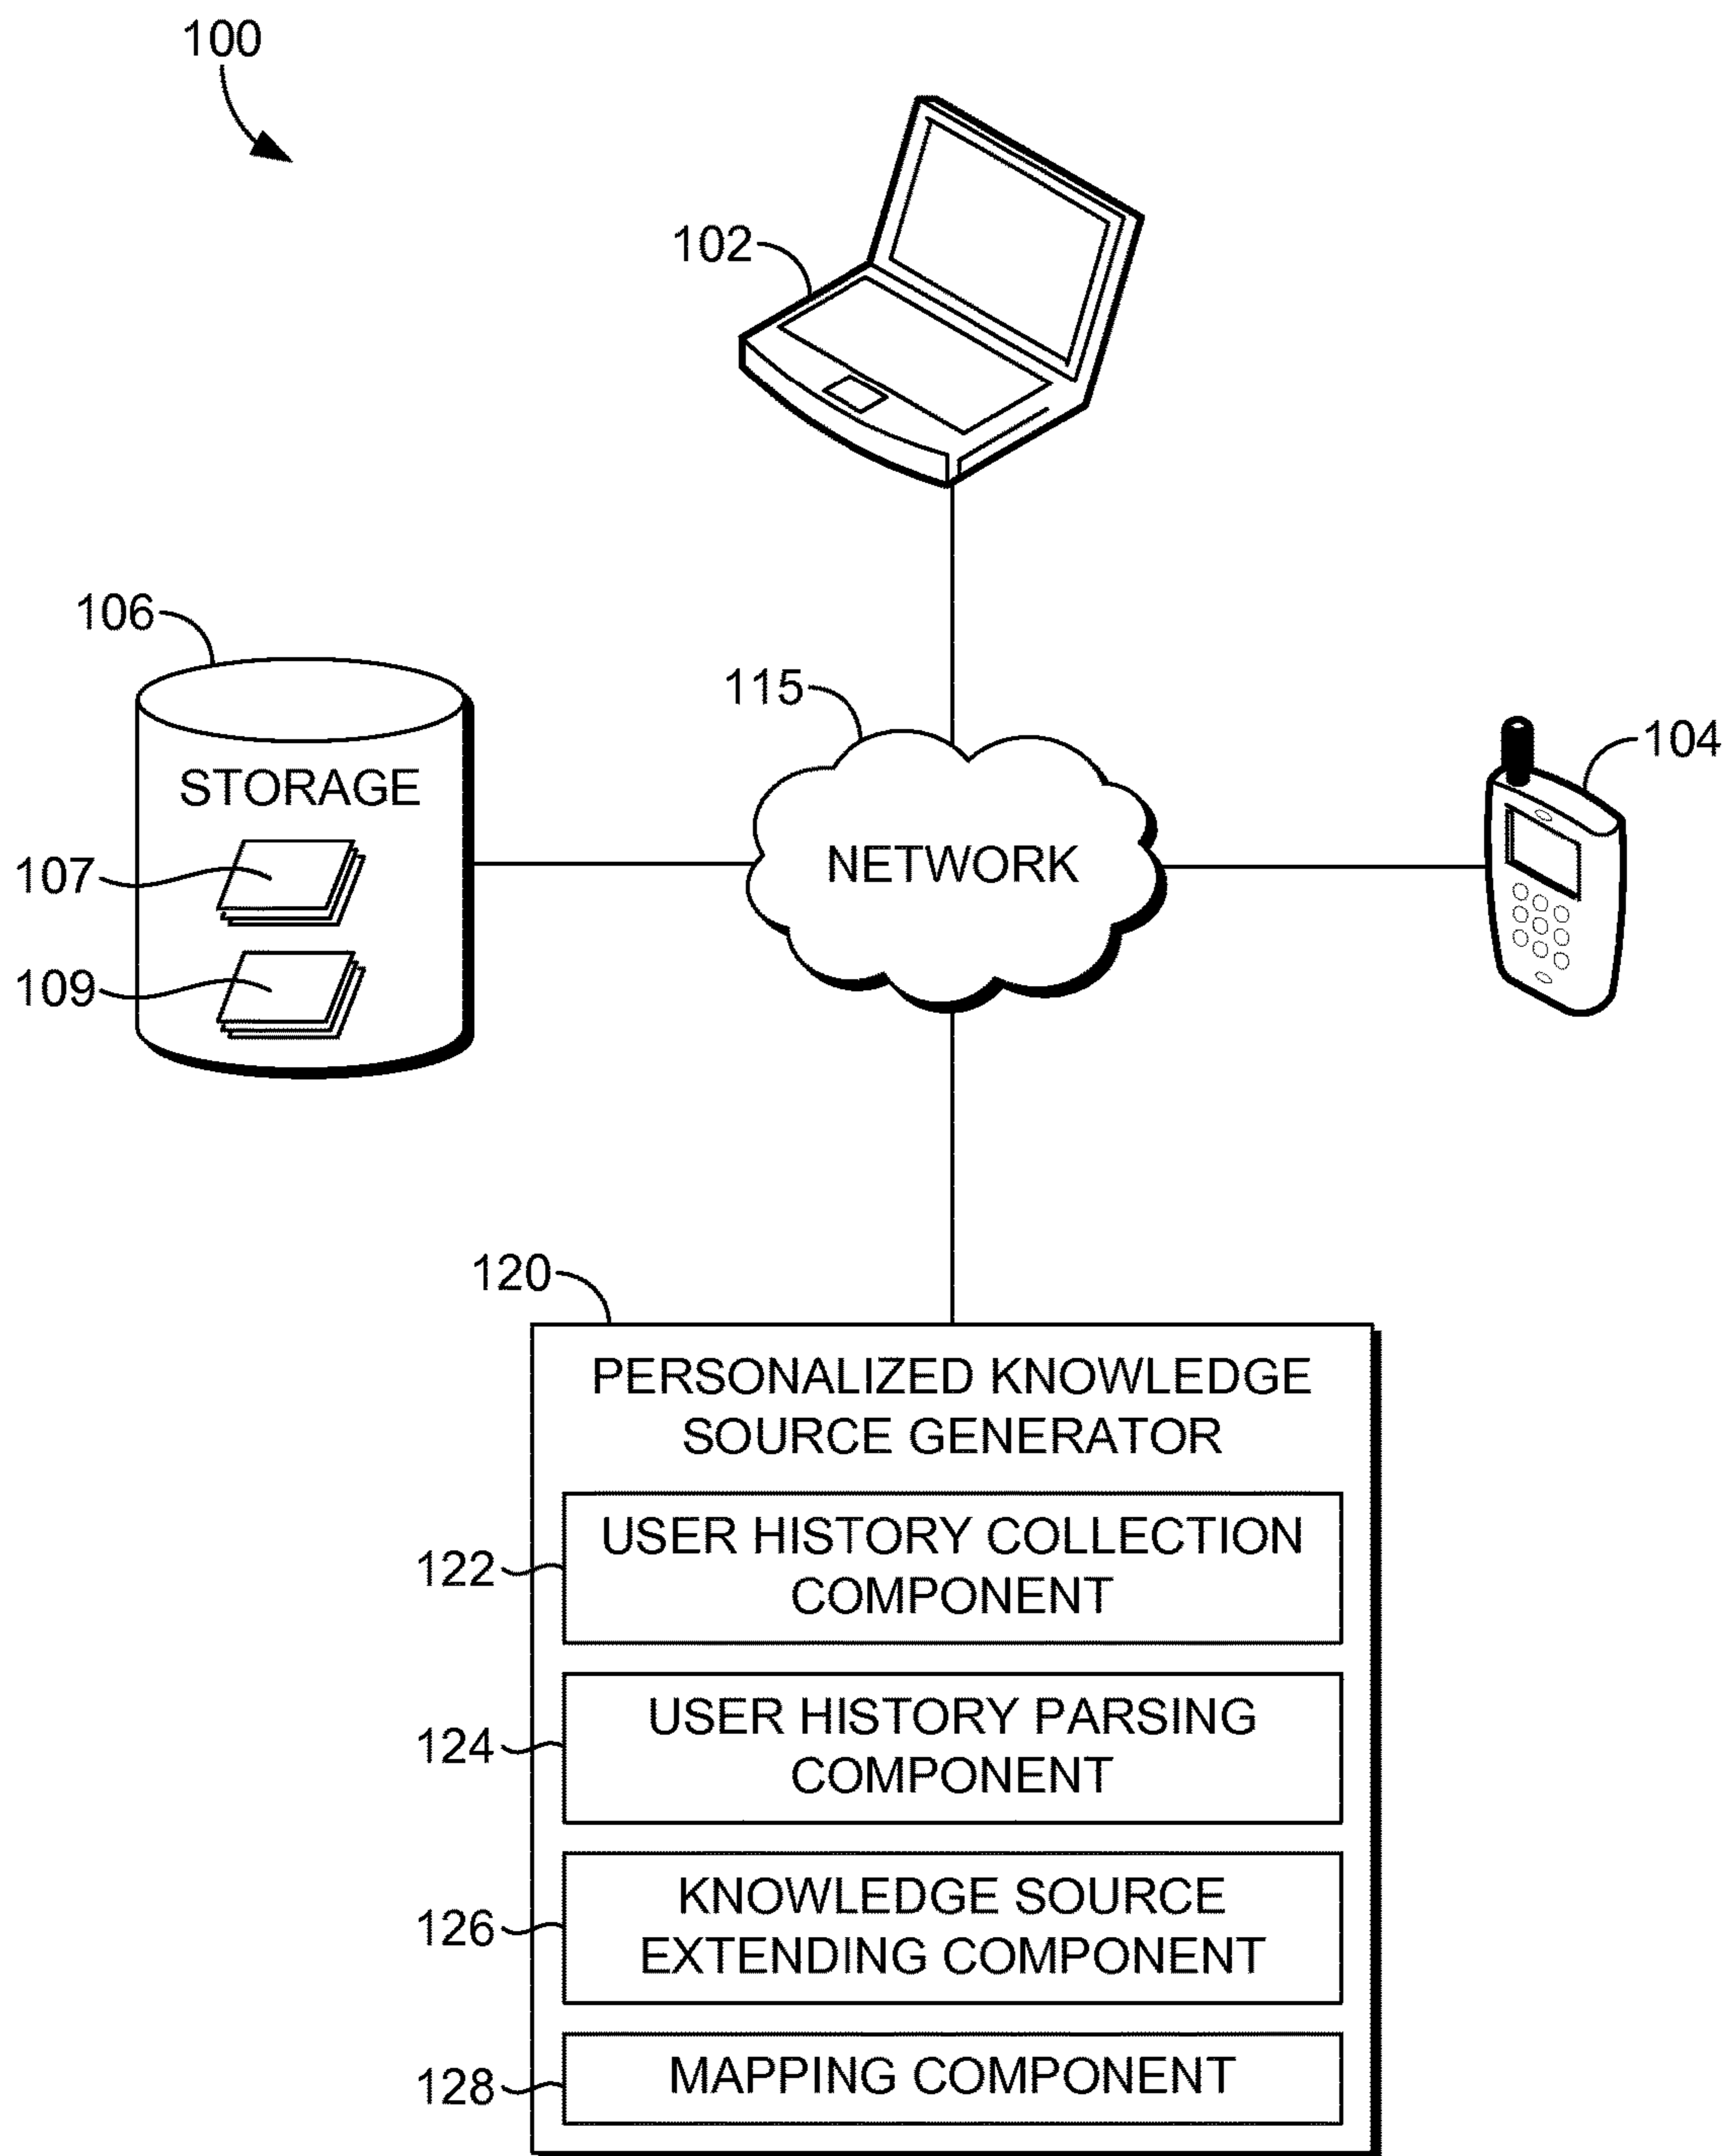 100
102
106
115
104
STORAGE
107
NETWORK
109
120
PERSONALIZED KNOWLEDGE
SOURCE GENERATOR
USER HISTORY COLLECTION
122
COMPONENT
USER HISTORY PARSING
124
COMPONENT
KNOWLEDGE SOURCE
126
EXTENDING COMPONENT
128
MAPPING COMPONENT